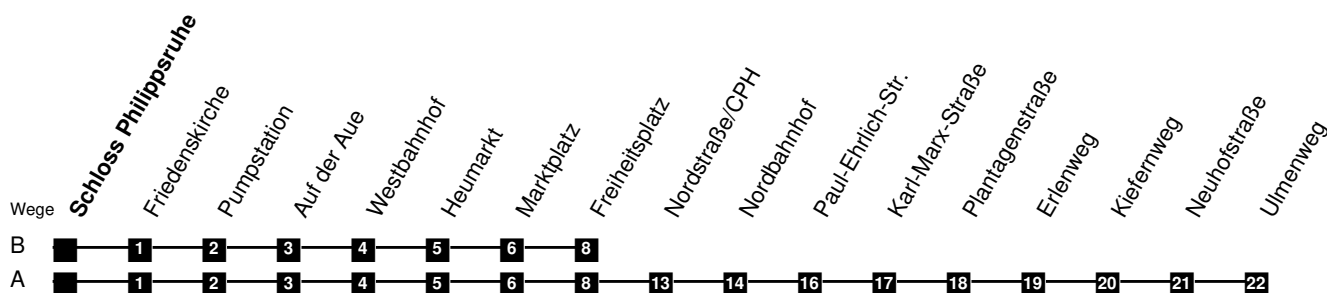 Schloss Philippsruhe
Friedenskirche
Pumpstation
Auf der Aue
Westbahnhof
Heumarkt
Marktplatz
Freiheitsplatz
Nordstraße/CPH
Nordbahnhof
Paul-Ehrlich-Str.
Karl-Marx-Straße
Plantagenstraße
Erlenweg
Kiefernweg
Neuhofstraße
Ulmenweg
Wege
B 1 2 3 4 5 6 8
A 1 2 3 4 5 6 8 13 14 16 17 18 19 20 21 22